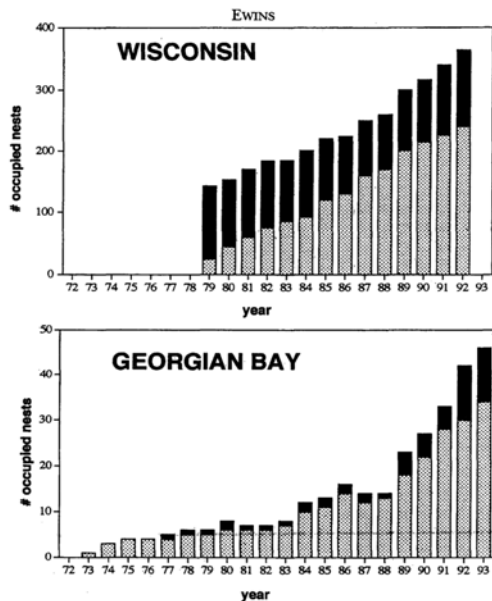 EWINS
WISCONSIN
400
300
200
100
0
# occupied nests
72 73 74 75 76 77 78 79 80 81 82 83 84 85 86 87 88 89 90 91 92 93
year
GEORGIAN BAY
50
40
30
20
10
0
# occupied nests
72 73 74 75 76 77 78 79 80 81 82 83 84 85 86 87 88 89 90 91 92 93
year